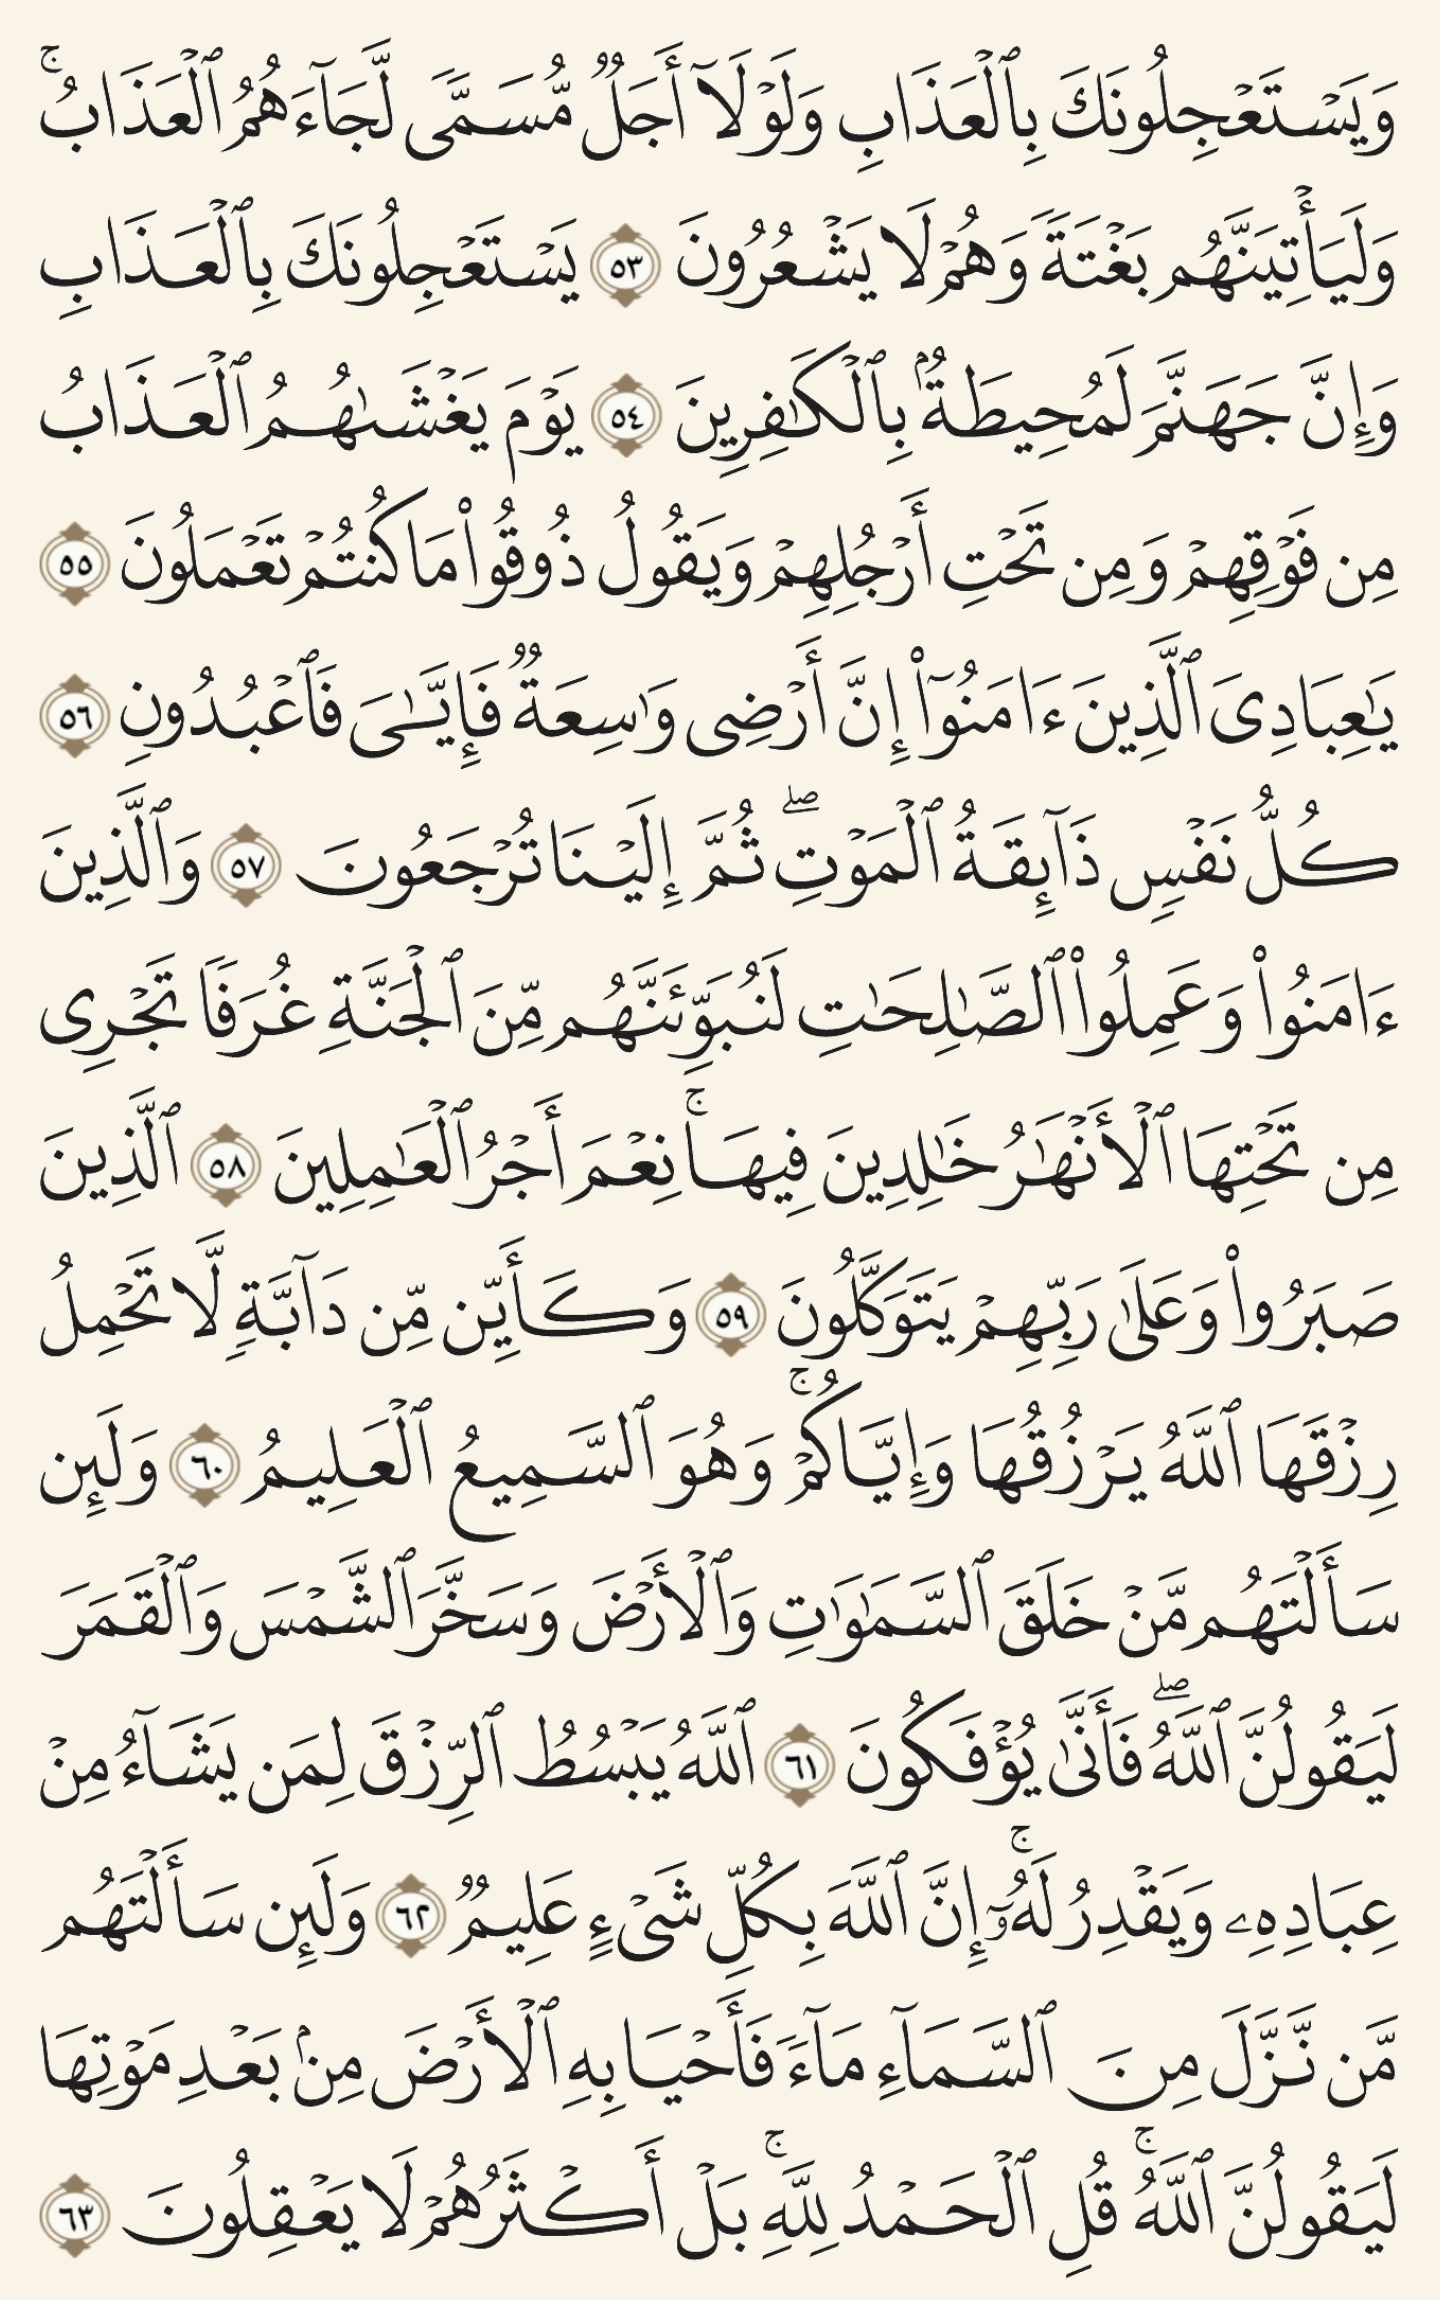 وَيَسْتَعْجِلُونَكَ بِٱلْعَذَابِ وَلَوْلَآ أَجَلٌ مُّسَمًّى لَّجَآءَهُمُ ٱلْعَذَابُ ۚ
وَلَيَأْتِيَنَّهُم بَغْتَةً وَهُمْ لَا يَشْعُرُونَ ٥٣ يَسْتَعْجِلُونَكَ بِٱلْعَذَابِ
وَإِنَّ جَهَنَّمَ لَمُحِيطَةٌۢ بِٱلْكَـٰفِرِينَ ٥٤ يَوْمَ يَغْشَىٰهُمُ ٱلْعَذَابُ
مِن فَوْقِهِمْ وَمِن تَحْتِ أَرْجُلِهِمْ وَيَقُولُ ذُوقُوا۟ مَا كُنتُمْ تَعْمَلُونَ ٥٥
يَـٰعِبَادِىَ ٱلَّذِينَ ءَامَنُوٓا۟ إِنَّ أَرْضِى وَٰسِعَةٌ فَإِيَّـٰىَ فَٱعْبُدُونِ ٥٦
كُلُّ نَفْسٍ ذَآئِقَةُ ٱلْمَوْتِ ۖ ثُمَّ إِلَيْنَا تُرْجَعُونَ ٥٧ وَٱلَّذِينَ
ءَامَنُوا۟ وَعَمِلُوا۟ ٱلصَّـٰلِحَـٰتِ لَنُبَوِّئَنَّهُم مِّنَ ٱلْجَنَّةِ غُرَفًا تَجْرِى
مِن تَحْتِهَا ٱلْأَنْهَـٰرُ خَـٰلِدِينَ فِيهَا ۚ نِعْمَ أَجْرُ ٱلْعَـٰمِلِينَ ٥٨ ٱلَّذِينَ
صَبَرُوا۟ وَعَلَىٰ رَبِّهِمْ يَتَوَكَّلُونَ ٥٩ وَكَأَيِّن مِّن دَآبَّةٍ لَّا تَحْمِلُ
رِزْقَهَا ٱللَّهُ يَرْزُقُهَا وَإِيَّاكُمْ ۚ وَهُوَ ٱلسَّمِيعُ ٱلْعَلِيمُ ٦٠ وَلَئِن
سَأَلْتَهُم مَّنْ خَلَقَ ٱلسَّمَـٰوَٰتِ وَٱلْأَرْضَ وَسَخَّرَ ٱلشَّمْسَ وَٱلْقَمَرَ
لَيَقُولُنَّ ٱللَّهُ ۖ فَأَنَّىٰ يُؤْفَكُونَ ٦١ ٱللَّهُ يَبْسُطُ ٱلرِّزْقَ لِمَن يَشَآءُ مِنْ
عِبَادِهِۦ وَيَقْدِرُ لَهُۥٓ ۚ إِنَّ ٱللَّهَ بِكُلِّ شَىْءٍ عَلِيمٌ ٦٢ وَلَئِن سَأَلْتَهُم
مَّن نَّزَّلَ مِنَ ٱلسَّمَآءِ مَآءً فَأَحْيَا بِهِ ٱلْأَرْضَ مِنۢ بَعْدِ مَوْتِهَا
لَيَقُولُنَّ ٱللَّهُ ۚ قُلِ ٱلْحَمْدُ لِلَّهِ ۚ بَلْ أَكْثَرُهُمْ لَا يَعْقِلُونَ ٦٣